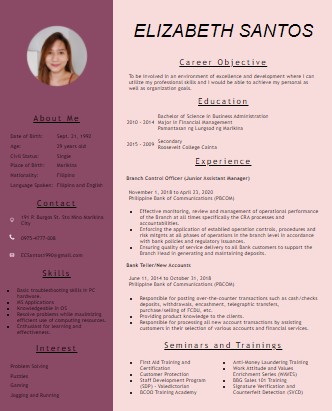 ELIZABETH SANTOS
About Me
Date of Birth: Sept. 21, 1992
Age: 28 years old
Civil Status: Single
Place of Birth: Marikina
Nationality: Filipino
Language Spoken: Filipino and English
Contact
City
0975-4777-008
Skills
Basic troubleshooting skills in PC
hardware.
MS Applications
Knowledgeable in OS
Resolve problems while maximizing
efficient use of computing resources.
Enthusiast for learning and
effectiveness.
Interest
Problem Solving
Puzzles
Gaming
Jogging and Running
Career Objective
To be involved in an environment of excellence and development where I can
utilize my professional skills and I would be able to achieve my personal as
well as organization goals.
Education
Bachelor of Science in Business Administration
2010 - 2014 Major in Financial Management
Pamantasan ng Lungsod ng Marikina
Secondary
2015 - 2009 Roosevelt College Cainta
Experience
Branch Control Officer (Junior Assistant Manager)
November 1, 2018 to April 23, 2020
Philippine Bank of Communications (PBCOM)
Effective monitoring, review and management of operational performance
of the Branch at all times specifically the CRA processes and
accountabilities.
Enforcing the application of established operation controls, procedures and
risk insights at all phases of operations in the branch level in accordance
with bank policies and regulatory issuances.
Ensuring quality of service delivery to all Bank customers to support the
Branch Head in generating and maintaining deposits.
Bank Teller/New Accounts
June 11, 2014 to October 31, 2018
Philippine Bank of Communications (PBCOM)
Responsible for posting over-the-counter transactions such as cash/checks
deposits, withdrawals, encashment, telegraphic transfers,
purchase/selling of TCCO, etc.
Providing product knowledge to the clients.
Responsible for processing all new account transactions by assisting
customers in their selection of various accounts and financial services.
Seminars and Trainings
First Aid Training and
Certification
Customer Protection
Staff Development Program
(SDP) - Valedictorian
BCOO Training Academy
Anti-Money Laundering Training
Work Attitude and Values
Enrichment Series (WAVES)
BBG Sales 101 Training
Signature Verification and
Counterfeit Detection (SVCD)